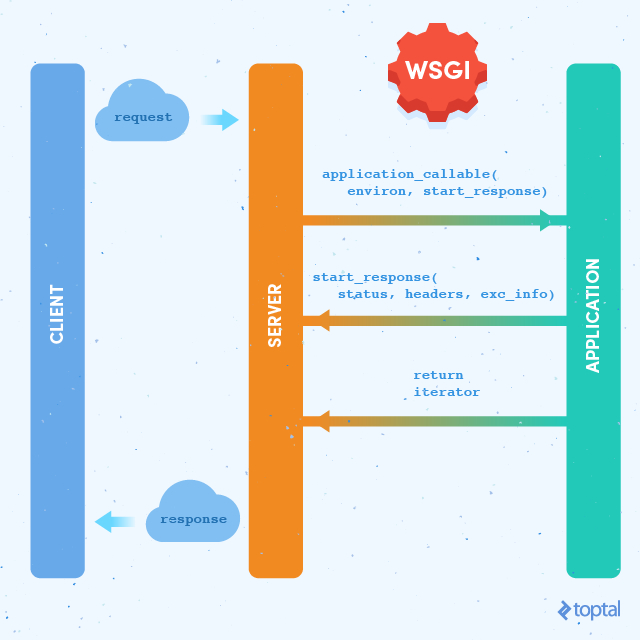 WSGI
request
application_callable(
environ, start_response)
CLIENT
SERVER
APPLICATION
start_response(
status, headers, exc_info)
return
iterator
response
toptal